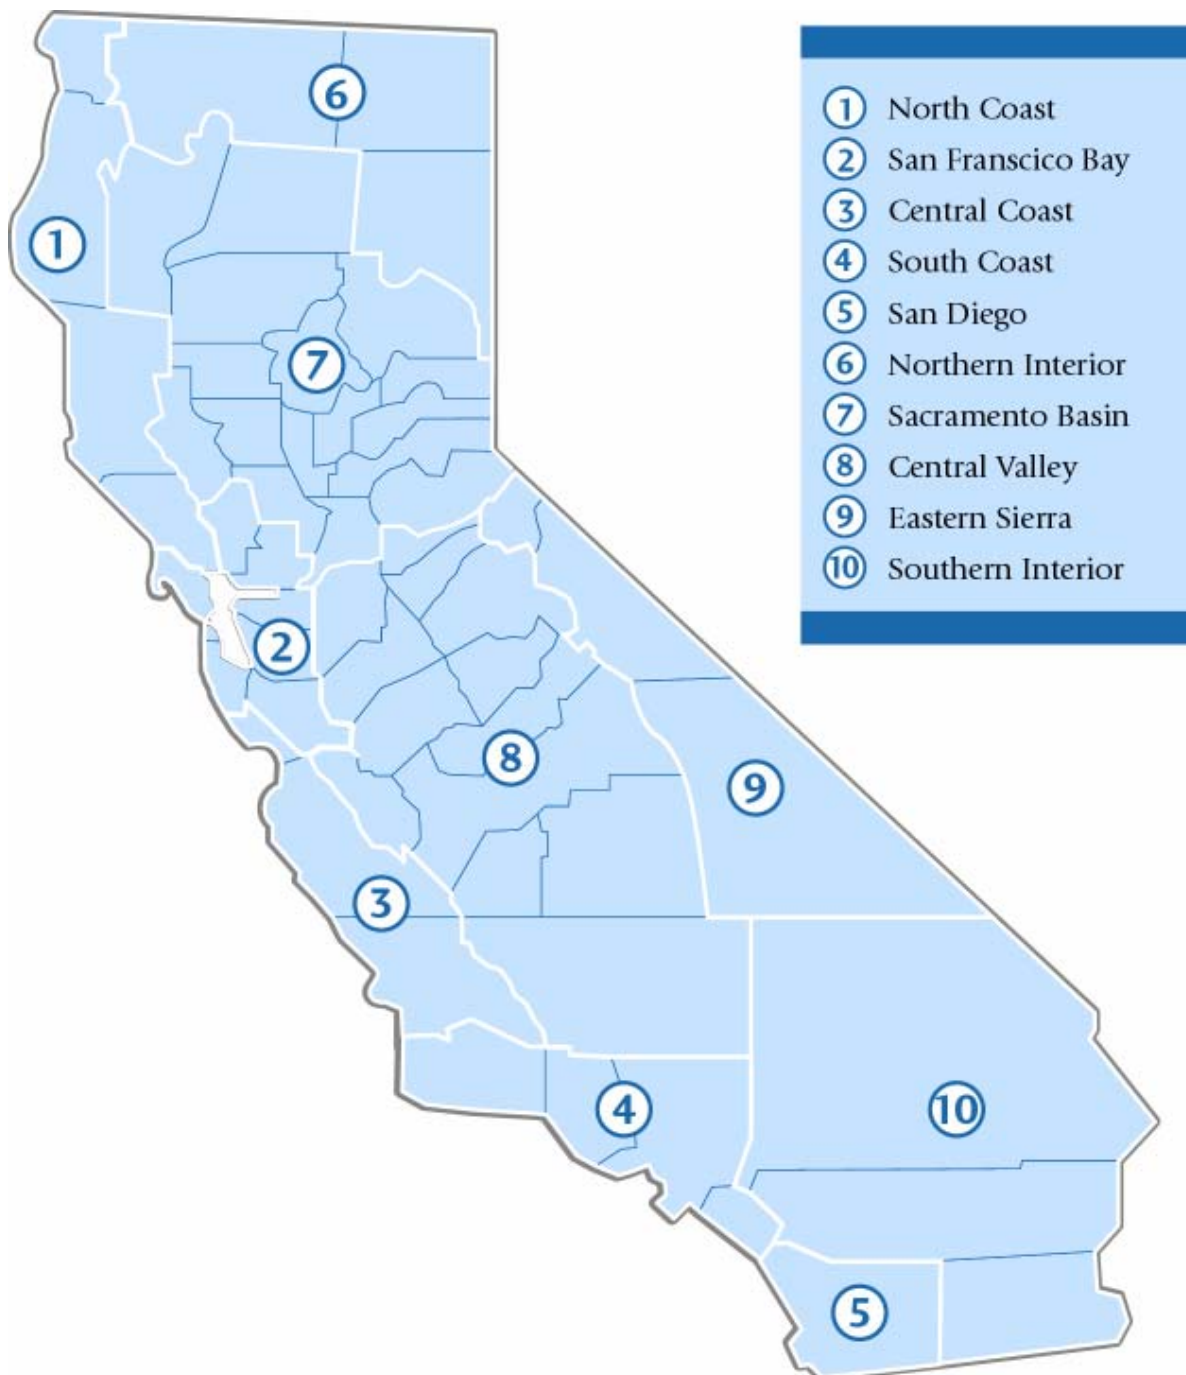 6
1
7
2
8
9
3
4
10
5
1 North Coast
2 San Franscico Bay
3 Central Coast
4 South Coast
5 San Diego
6 Northern Interior
7 Sacramento Basin
8 Central Valley
9 Eastern Sierra
10 Southern Interior